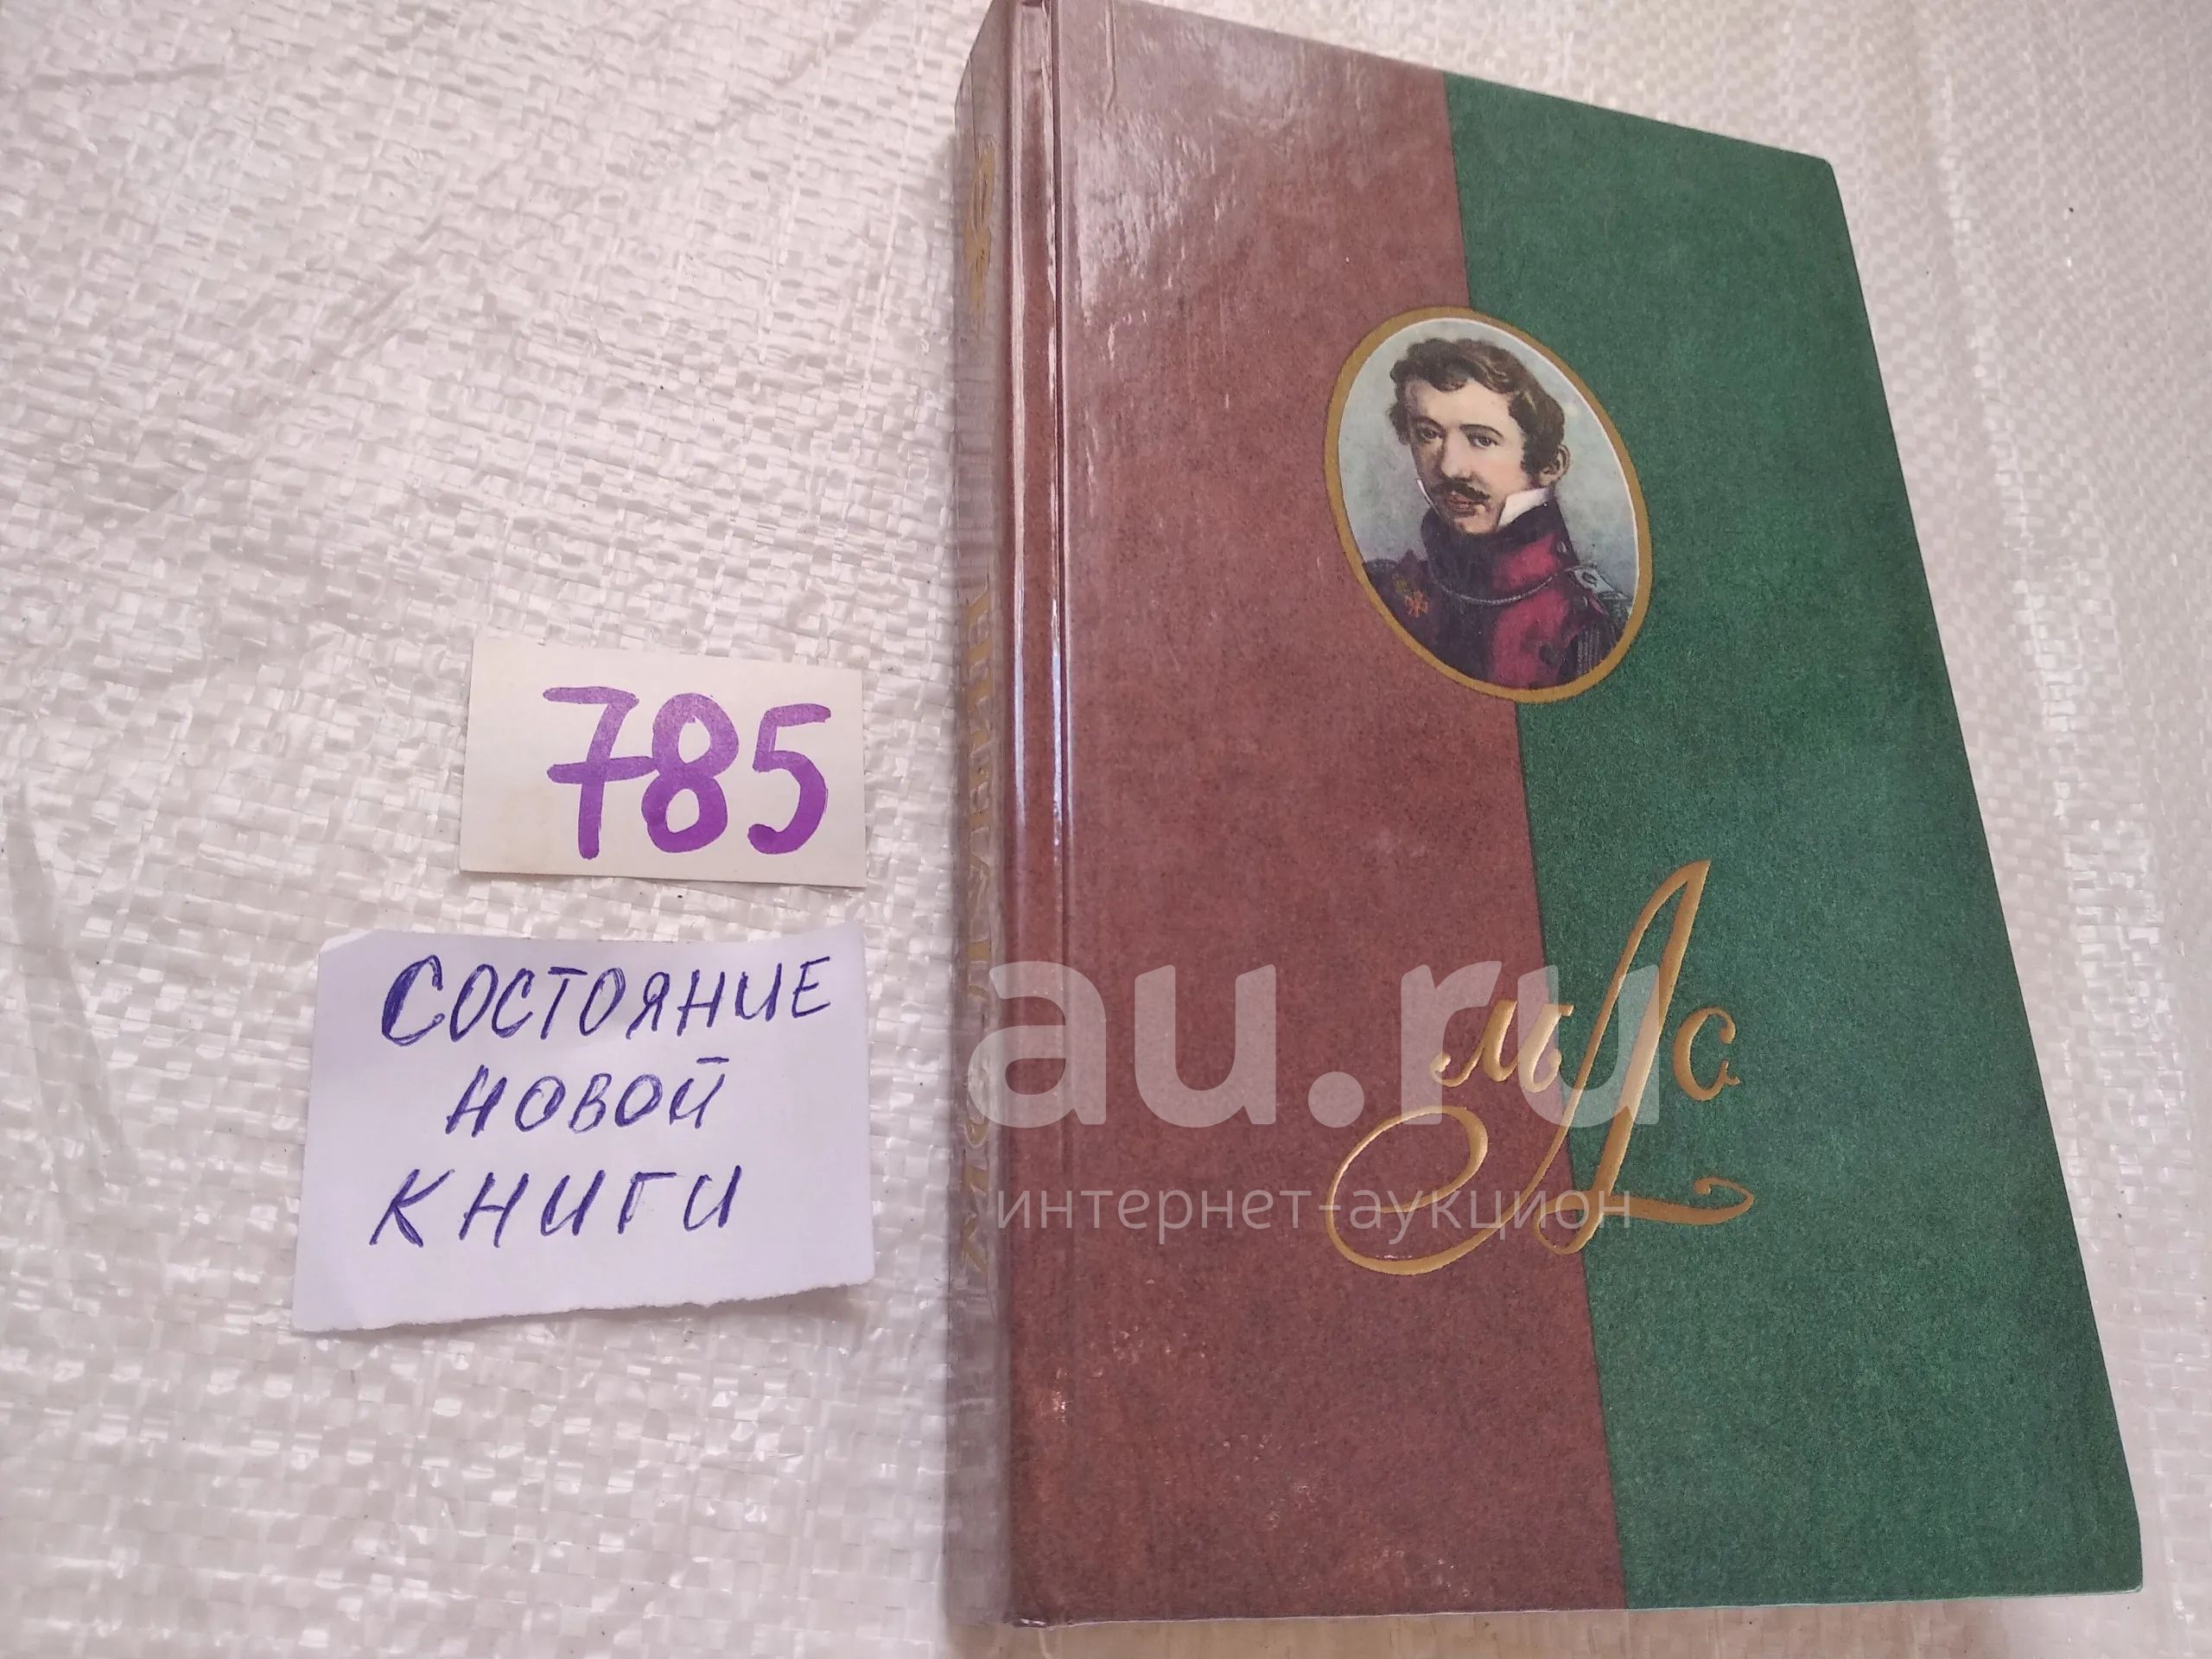 785
СОСТОЯНИЕ
НОВОЙ
КНИГИ
М Л С
au.ru
интернет-аукцион